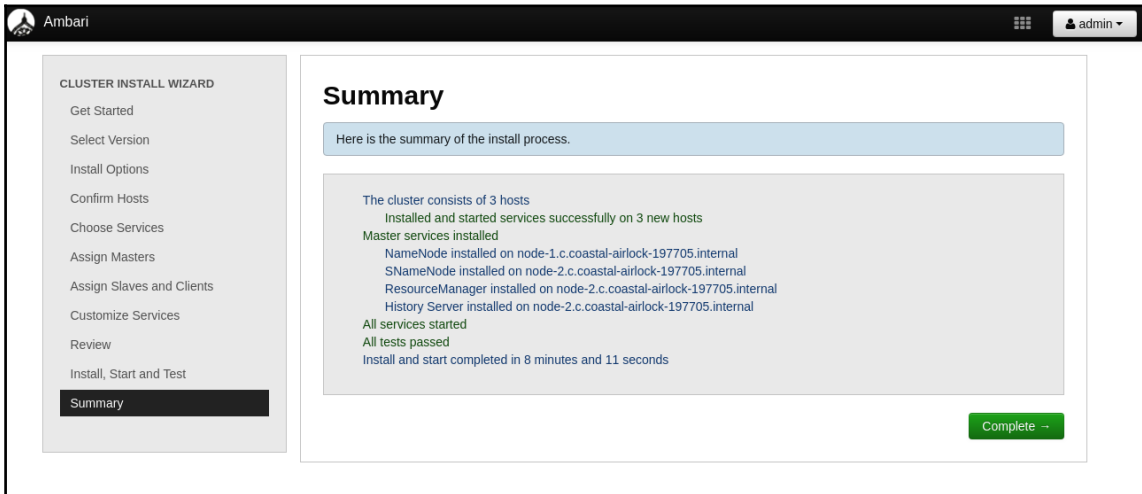 Ambari
admin
CLUSTER INSTALL WIZARD
Get Started
Select Version
Install Options
Confirm Hosts
Choose Services
Assign Masters
Assign Slaves and Clients
Customize Services
Review
Install, Start and Test
Summary
Summary
Here is the summary of the install process.
The cluster consists of 3 hosts
Installed and started services successfully on 3 new hosts
Master services installed
NameNode installed on node-1.c.coastal-airlock-197705.internal
SNameNode installed on node-2.c.coastal-airlock-197705.internal
ResourceManager installed on node-2.c.coastal-airlock-197705.internal
History Server installed on node-2.c.coastal-airlock-197705.internal
All services started
All tests passed
Install and start completed in 8 minutes and 11 seconds
Complete →